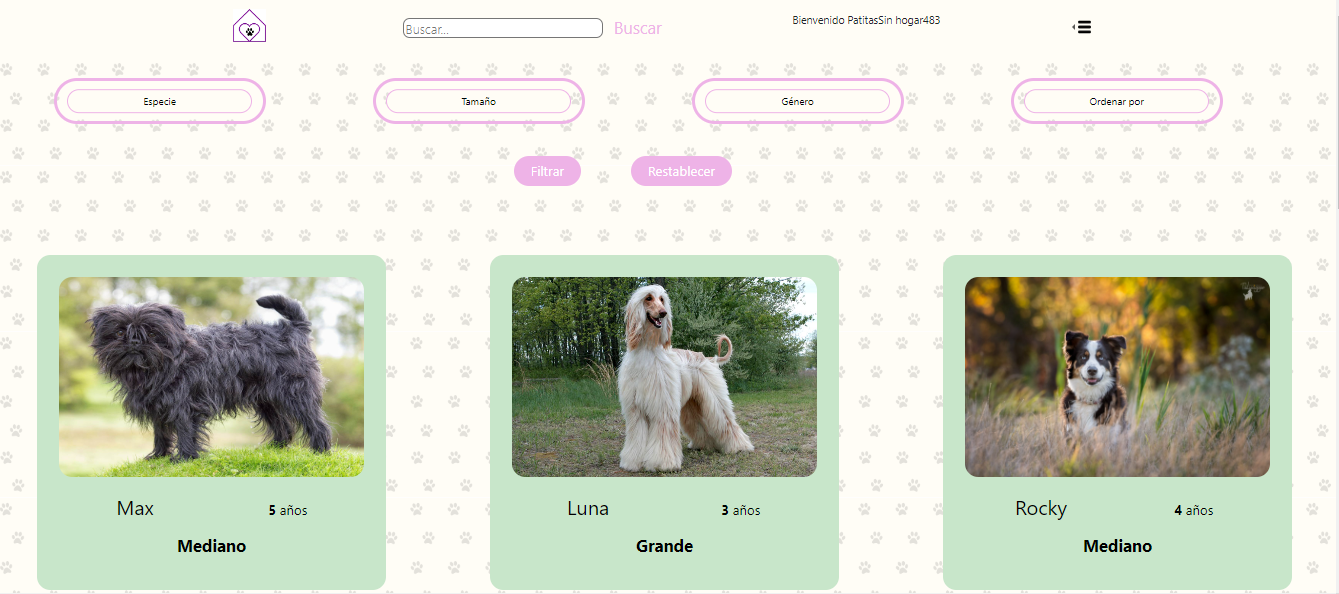 Buscar...
Buscar
Bienvenido PatitasSin hogar483
Especie
Tamaño
Género
Ordenar por
Filtrar
Restablecer
Max
5 años
Mediano
Luna
3 años
Grande
Rocky
4 años
Mediano